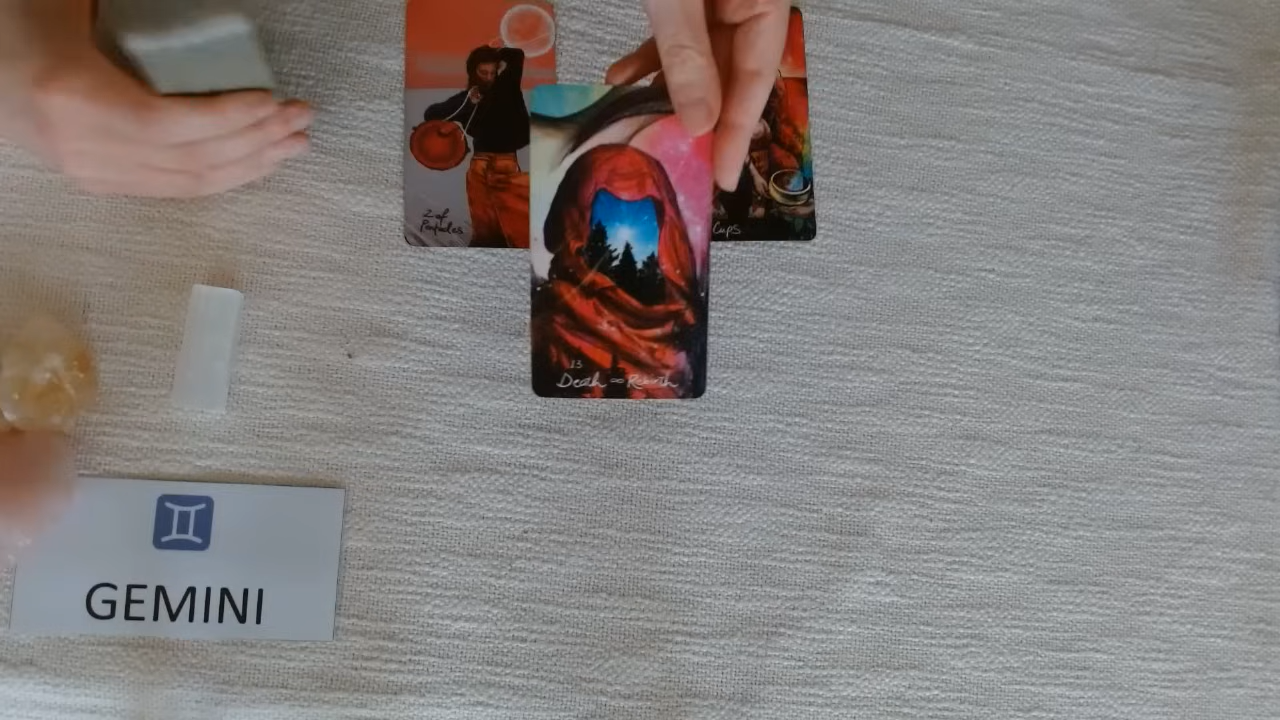 2 of
Pentacles
Cups
13
Death ∞ Rebirth
GEMINI